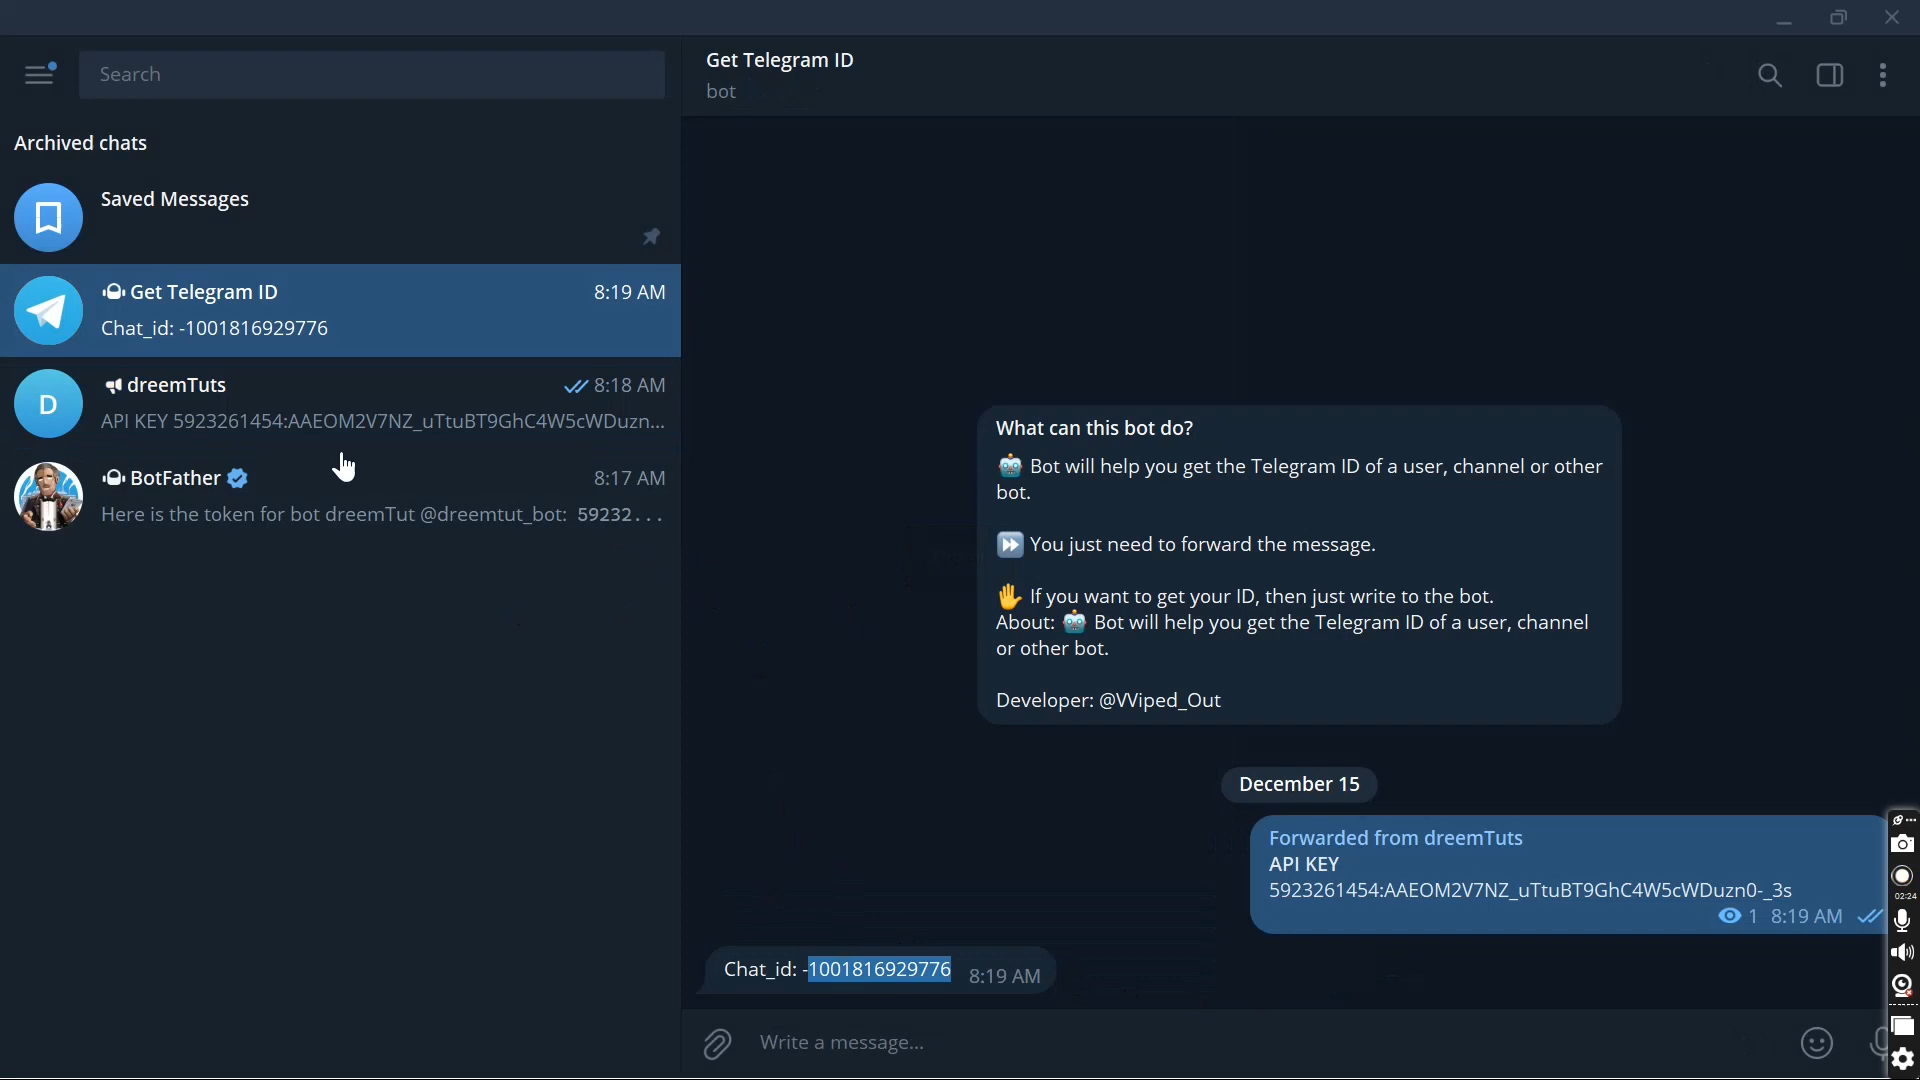 Search
Archived chats
Saved Messages
Get Telegram ID 8:19 AM
Chat_id: -1001816929776
D
dreemTuts 8:18 AM
API KEY 5923261454:AAEOM2V7NZ_uTtuBT9GhC4W5cWDuzn...
BotFather 8:17 AM
Here is the token for bot dreemTut @dreemtut_bot: 59232...
Get Telegram ID
bot
What can this bot do?
🤖 Bot will help you get the Telegram ID of a user, channel or other
bot.
⏩ You just need to forward the message.
🖐 If you want to get your ID, then just write to the bot.
About: 🤖 Bot will help you get the Telegram ID of a user, channel
or other bot.
Developer: @VViped_Out
December 15
Forwarded from dreemTuts
API KEY
5923261454:AAEOM2V7NZ_uTtuBT9GhC4W5cWDuzn0-_3s
1 8:19 AM
Chat_id: -1001816929776 8:19 AM
Write a message...
02:24